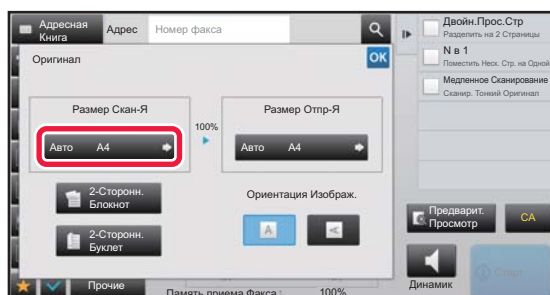 Адресная
Книга
Адрес
Номер факса
Оригинал
OK
Размер Скан-Я
Авто A4
100%
Размер Отпр-Я
Авто A4
2-Сторонн.
Блокнот
2-Сторонн.
Буклет
Ориентация Изображ.
A
A
Прочие
Память приема Факса :
100%
Двойн.Прос.Стр
Разделить на 2 Страницы
N в 1
Поместить Неск. Стр. на Одной
Медленное Сканирование
Сканир. Тонкий Оригинал
Предварит.
Просмотр
CA
Динамик
Старт